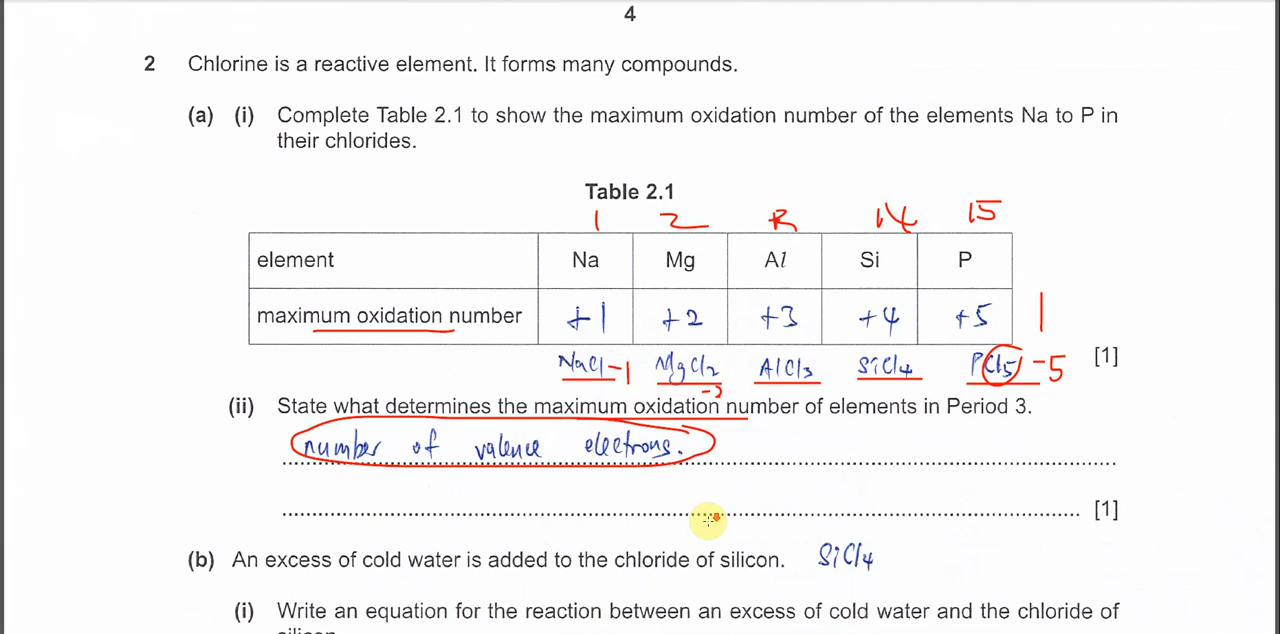 4
2 Chlorine is a reactive element. It forms many compounds.
(a) (i) Complete Table 2.1 to show the maximum oxidation number of the elements Na to P in
their chlorides.
Table 2.1
1 2 14 15
element Na Mg Al Si P
maximum oxidation number +1 +2 +3 +4 +5 1
NaCl -1 MgCl2 AlCl3 SiCl4 PCl5 -5 [1]
(ii) State what determines the maximum oxidation number of elements in Period 3.
number of valence electrons.
[1]
(b) An excess of cold water is added to the chloride of silicon. SiCl4
(i) Write an equation for the reaction between an excess of cold water and the chloride of
silicon.